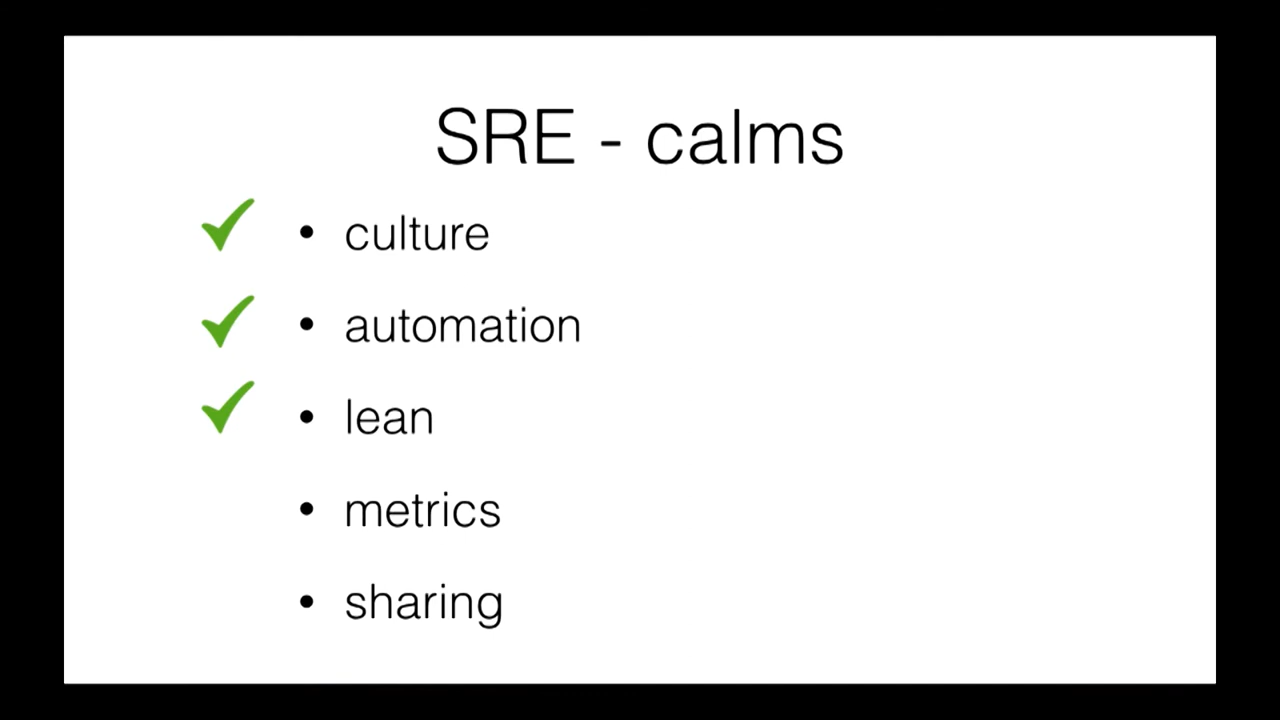 SRE - calms
• culture
• automation
• lean
• metrics
• sharing